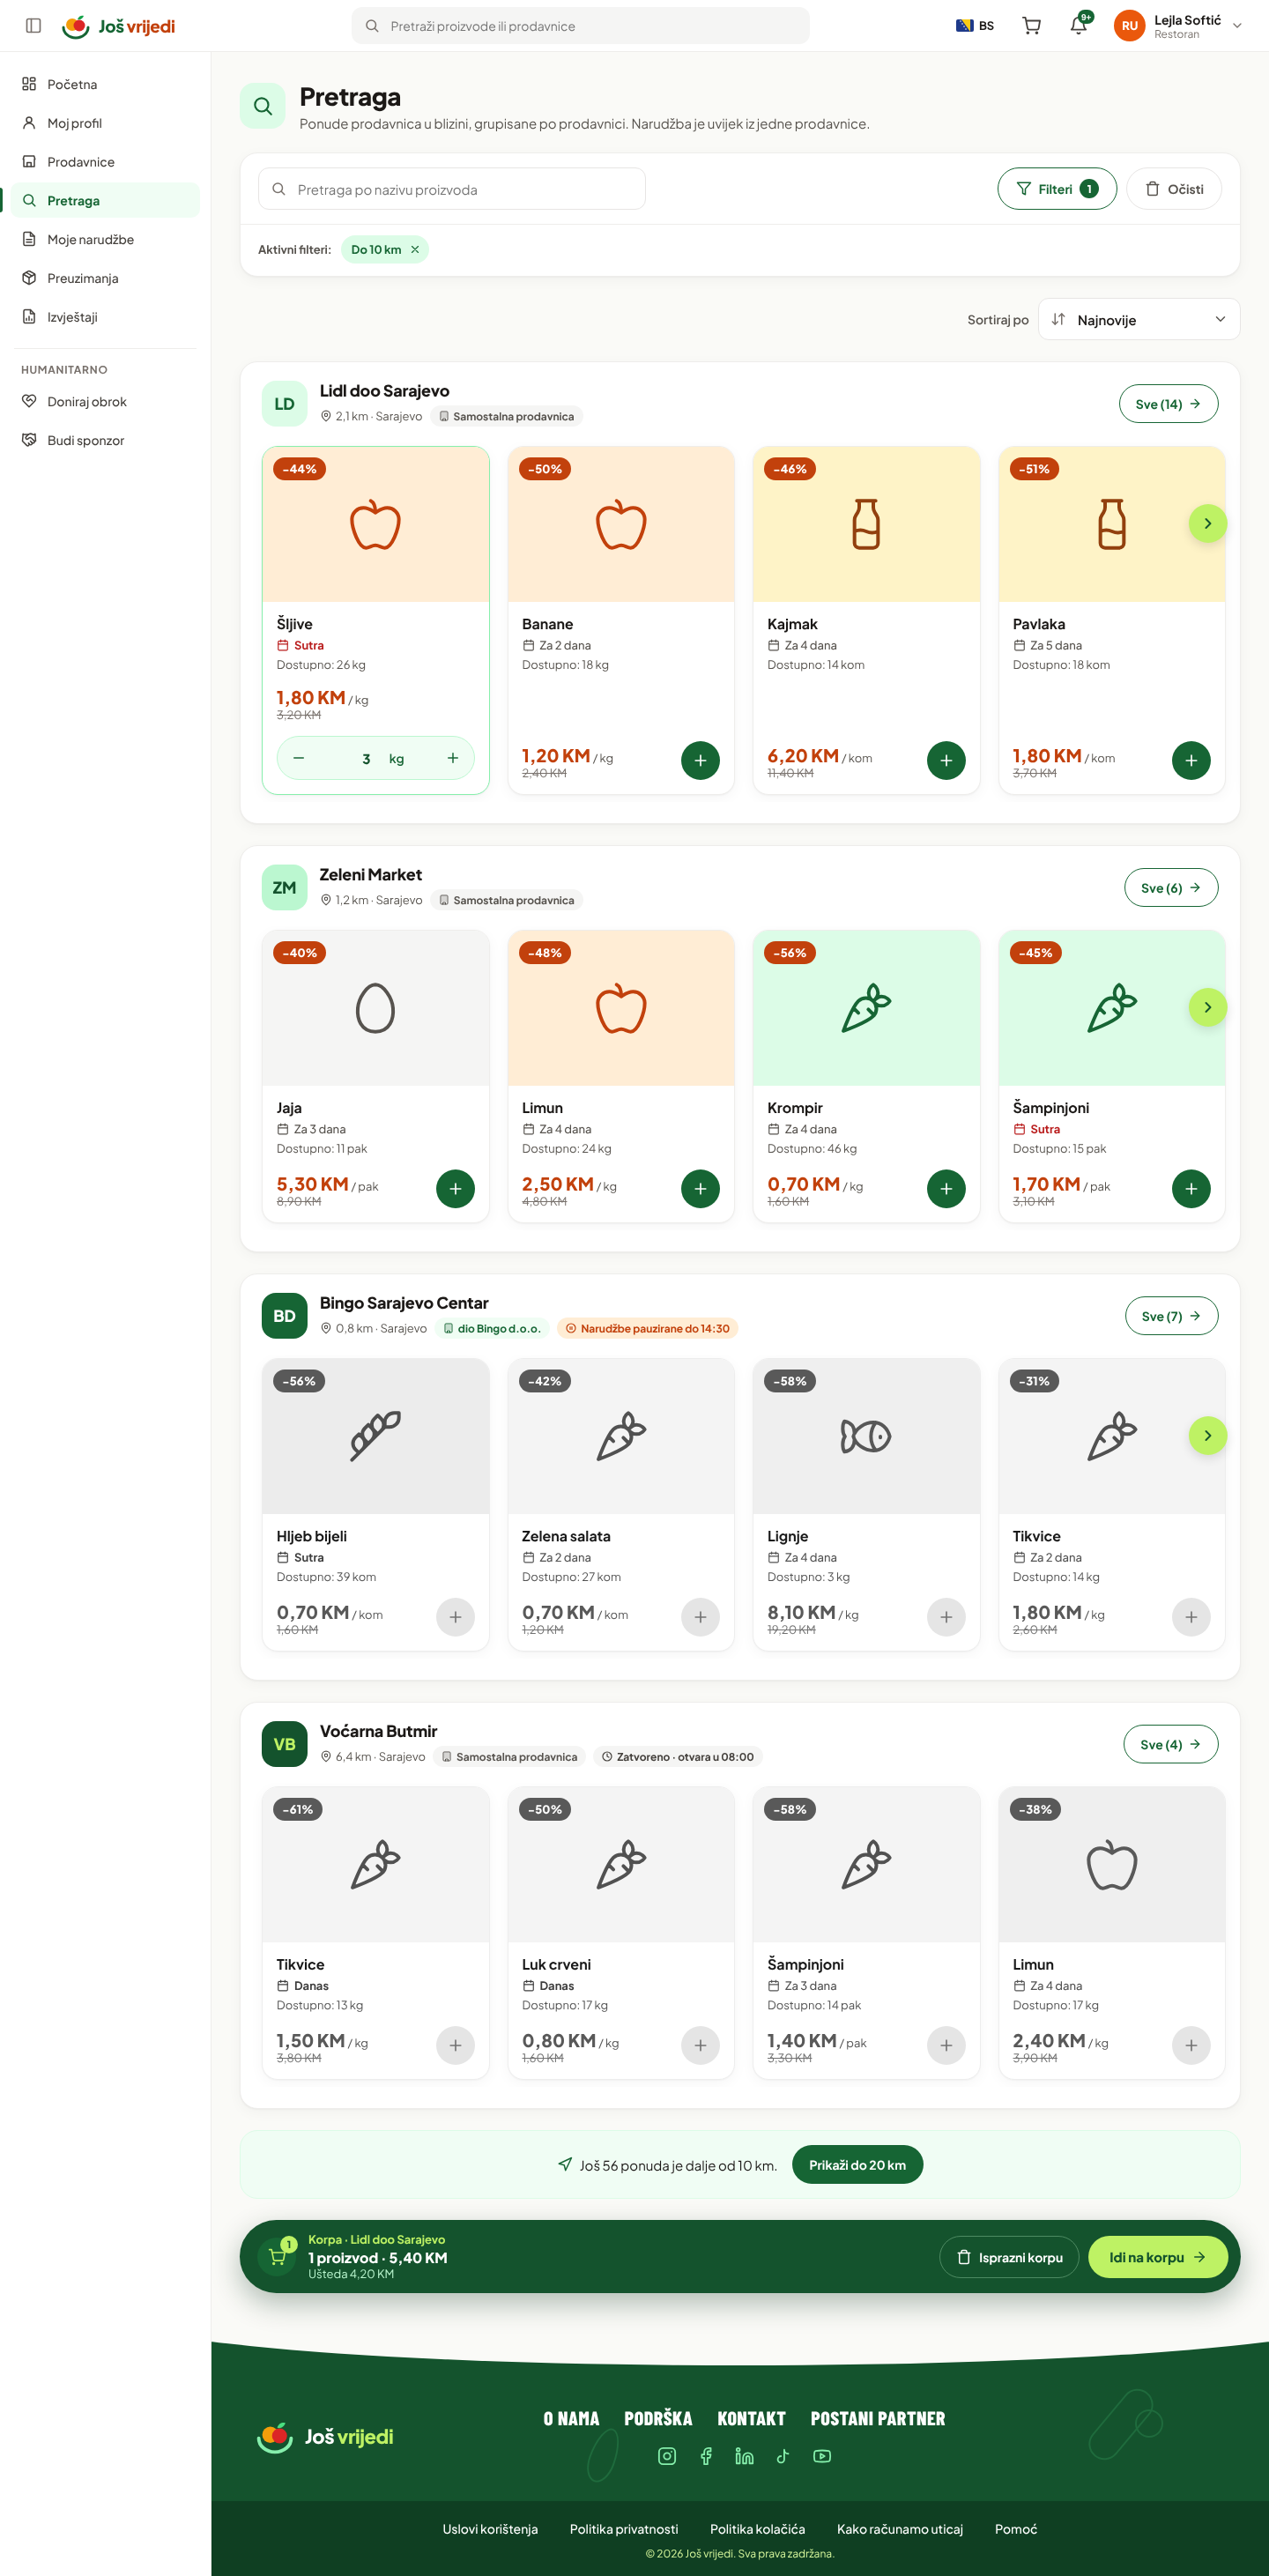 Još vrijedi
Pretraži proizvode ili prodavnice
BS
9+
RU
Lejla Softić
Restoran
Početna
Moj profil
Prodavnice
Pretraga
Moje narudžbe
Preuzimanja
Izvještaji
HUMANITARNO
Doniraj obrok
Budi sponzor
Pretraga
Ponude prodavnica u blizini, grupisane po prodavnici. Narudžba je uvijek iz jedne prodavnice.
Pretraga po nazivu proizvoda
Filteri 1
Očisti
Aktivni filteri: Do 10 km
Sortiraj po
Najnovije
LD
Lidl doo Sarajevo
2,1 km · Sarajevo Samostalna prodavnica
Sve (14)
-44%
Šljive
Sutra
Dostupno: 26 kg
1,80 KM / kg
3,20 KM
3 kg
-50%
Banane
Za 2 dana
Dostupno: 18 kg
1,20 KM / kg
2,40 KM
-46%
Kajmak
Za 4 dana
Dostupno: 14 kom
6,20 KM / kom
11,40 KM
-51%
Pavlaka
Za 5 dana
Dostupno: 18 kom
1,80 KM / kom
3,70 KM
ZM
Zeleni Market
1,2 km · Sarajevo Samostalna prodavnica
Sve (6)
-40%
Jaja
Za 3 dana
Dostupno: 11 pak
5,30 KM / pak
8,90 KM
-48%
Limun
Za 4 dana
Dostupno: 24 kg
2,50 KM / kg
4,80 KM
-56%
Krompir
Za 4 dana
Dostupno: 46 kg
0,70 KM / kg
1,60 KM
-45%
Šampinjoni
Sutra
Dostupno: 15 pak
1,70 KM / pak
3,10 KM
BD
Bingo Sarajevo Centar
0,8 km · Sarajevo dio Bingo d.o.o. Narudžbe pauzirane do 14:30
Sve (7)
-56%
Hljeb bijeli
Sutra
Dostupno: 39 kom
0,70 KM / kom
1,60 KM
-42%
Zelena salata
Za 2 dana
Dostupno: 27 kom
0,70 KM / kom
1,20 KM
-58%
Lignje
Za 4 dana
Dostupno: 3 kg
8,10 KM / kg
19,20 KM
-31%
Tikvice
Za 2 dana
Dostupno: 14 kg
1,80 KM / kg
2,60 KM
VB
Voćarna Butmir
6,4 km · Sarajevo Samostalna prodavnica Zatvoreno · otvara u 08:00
Sve (4)
-61%
Tikvice
Danas
Dostupno: 13 kg
1,50 KM / kg
3,80 KM
-50%
Luk crveni
Danas
Dostupno: 17 kg
0,80 KM / kg
1,60 KM
-58%
Šampinjoni
Za 3 dana
Dostupno: 14 pak
1,40 KM / pak
3,30 KM
-38%
Limun
Za 4 dana
Dostupno: 17 kg
2,40 KM / kg
3,90 KM
Još 56 ponuda je dalje od 10 km.
Prikaži do 20 km
1
Korpa · Lidl doo Sarajevo
1 proizvod · 5,40 KM
Ušteda 4,20 KM
Isprazni korpu
Idi na korpu
Još vrijedi
O NAMA PODRŠKA KONTAKT POSTANI PARTNER
Uslovi korištenja Politika privatnosti Politika kolačića Kako računamo uticaj Pomoć
© 2026 Još vrijedi. Sva prava zadržana.